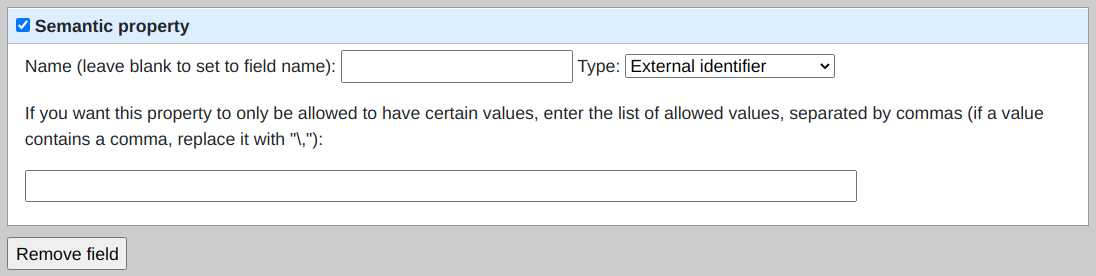 Semantic property
Name (leave blank to set to field name): Type: External identifier
If you want this property to only be allowed to have certain values, enter the list of allowed values, separated by commas (if a value
contains a comma, replace it with "\,"):
Remove field